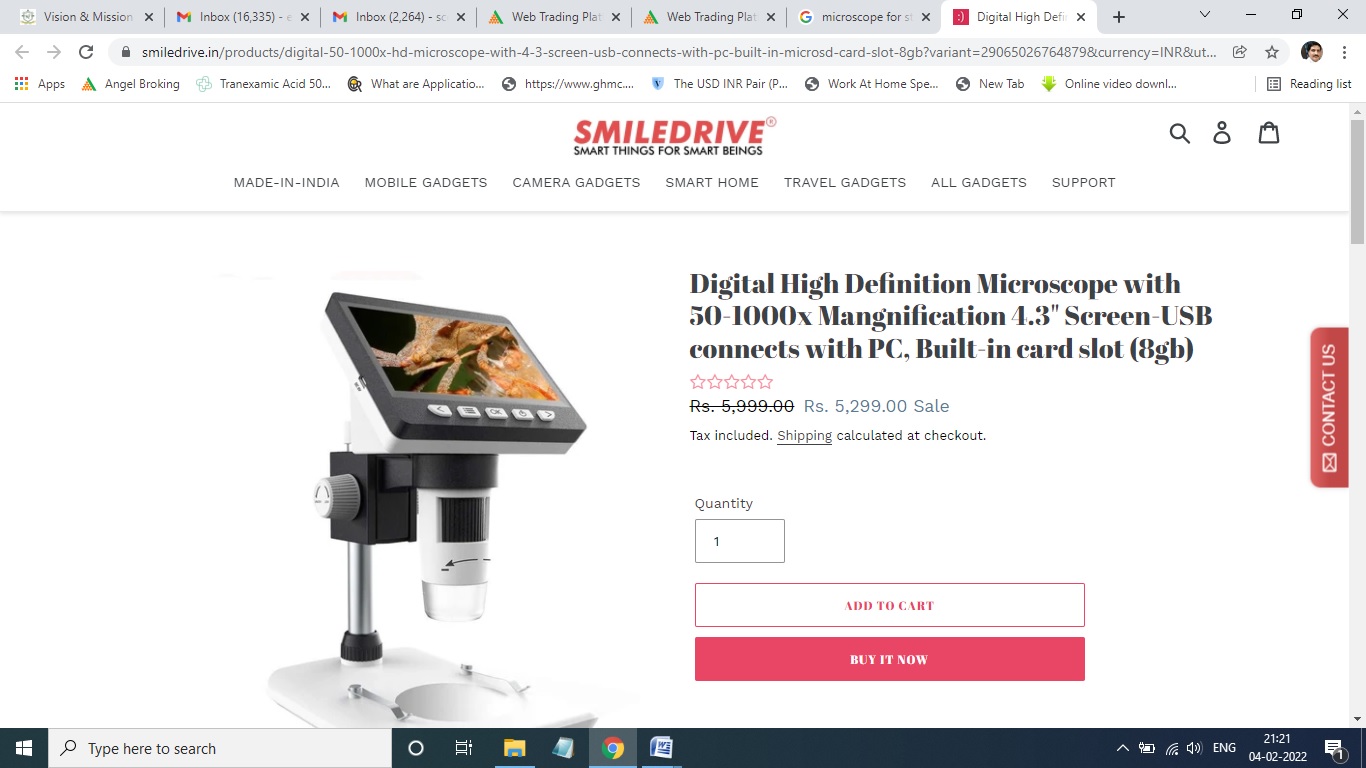 Vision & Mission
Inbox (16,335) - e
Inbox (2,264) - sc
Web Trading Plat
Web Trading Plat
microscope for st
Digital High Defin
smiledrive.in/products/digital-50-1000x-hd-microscope-with-4-3-screen-usb-connects-with-pc-built-in-microsd-card-slot-8gb?variant=29065026764879&currency=INR&ut...
Apps
Angel Broking
Tranexamic Acid 50...
What are Applicatio...
https://www.ghmc....
The USD INR Pair (P...
Work At Home Spe...
New Tab
Online video downl...
Reading list
SMILEDRIVE®
SMART THINGS FOR SMART BEINGS
MADE-IN-INDIA
MOBILE GADGETS
CAMERA GADGETS
SMART HOME
TRAVEL GADGETS
ALL GADGETS
SUPPORT
Digital High Definition Microscope with
50-1000x Mangnification 4.3" Screen-USB
connects with PC, Built-in card slot (8gb)
Rs. 5,999.00 Rs. 5,299.00 Sale
Tax included. Shipping calculated at checkout.
Quantity
1
ADD TO CART
BUY IT NOW
CONTACT US
OK
Type here to search
ENG
21:21
04-02-2022
1